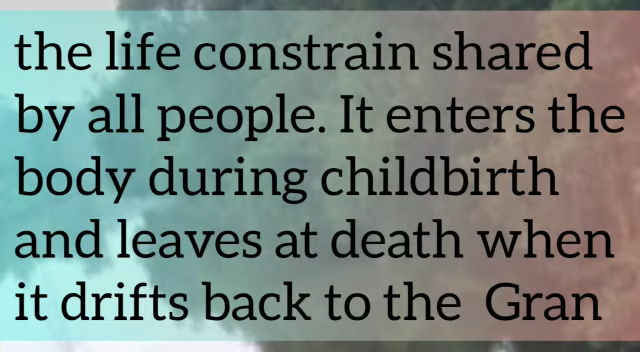 the life constrain shared
by all people. It enters the
body during childbirth
and leaves at death when
it drifts back to the Gran